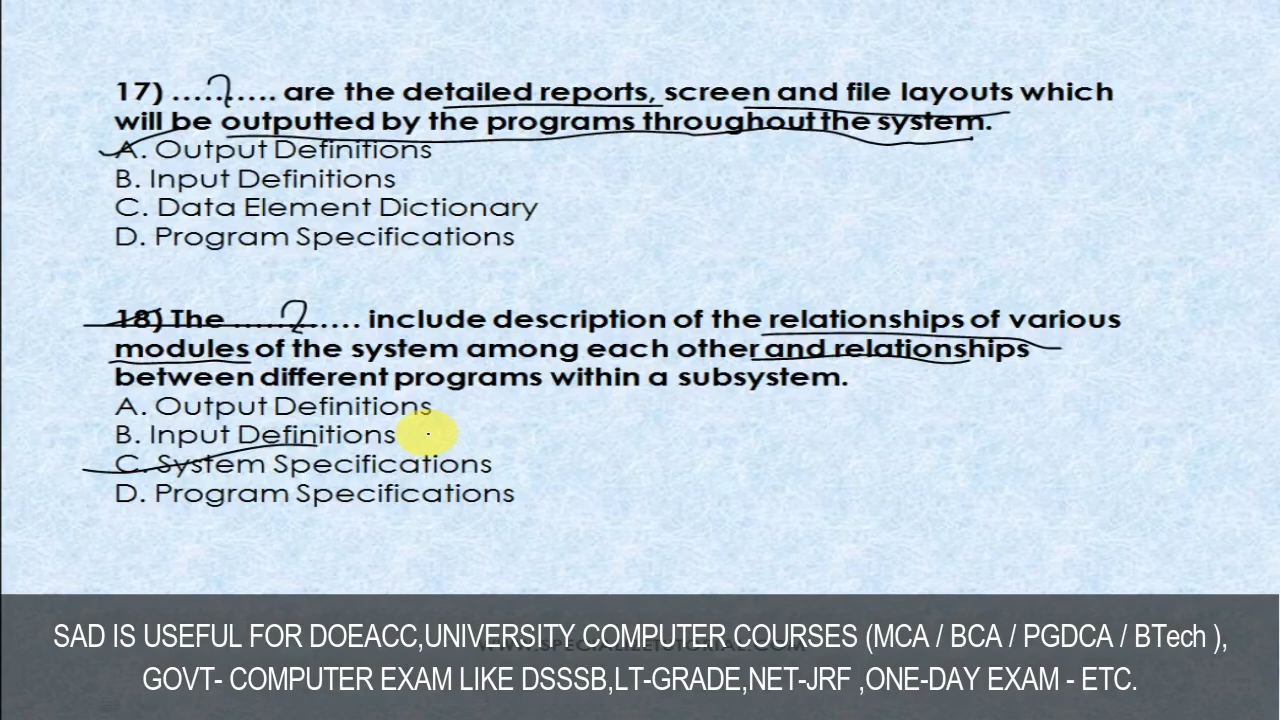 17) .....?.... are the detailed reports, screen and file layouts which
will be outputted by the programs throughout the system.
A. Output Definitions
B. Input Definitions
C. Data Element Dictionary
D. Program Specifications
18) The .......?..... include description of the relationships of various
modules of the system among each other and relationships
between different programs within a subsystem.
A. Output Definitions
B. Input Definitions
C. System Specifications
D. Program Specifications
WWW.SPECIALIZETUTORIAL.COM
SAD IS USEFUL FOR DOEACC,UNIVERSITY COMPUTER COURSES (MCA / BCA / PGDCA / BTech ),
GOVT- COMPUTER EXAM LIKE DSSSB,LT-GRADE,NET-JRF ,ONE-DAY EXAM - ETC.